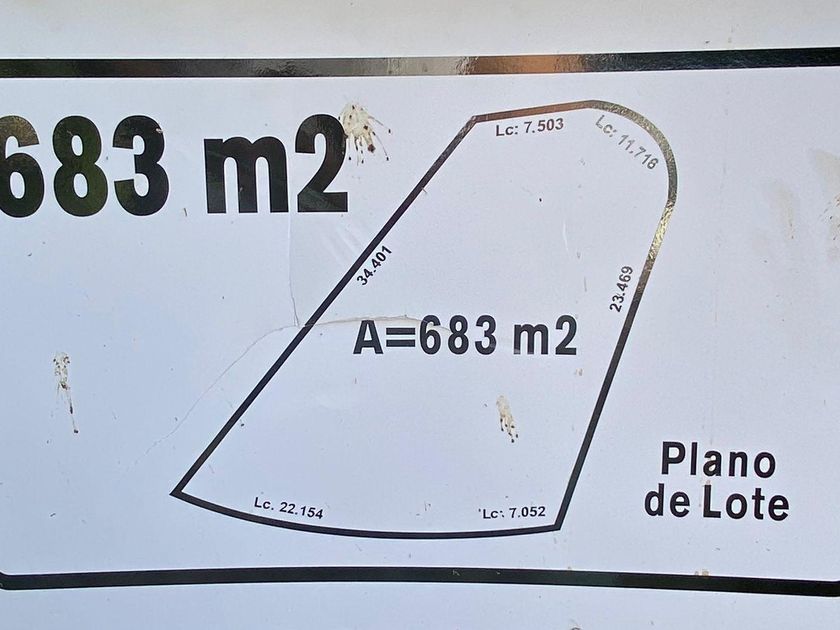 683 m2
Lc: 7.503
Lc: 11.716
34.401
23.469
A=683 m2
Plano
de Lote
Lc. 22.154
Lc: 7.052